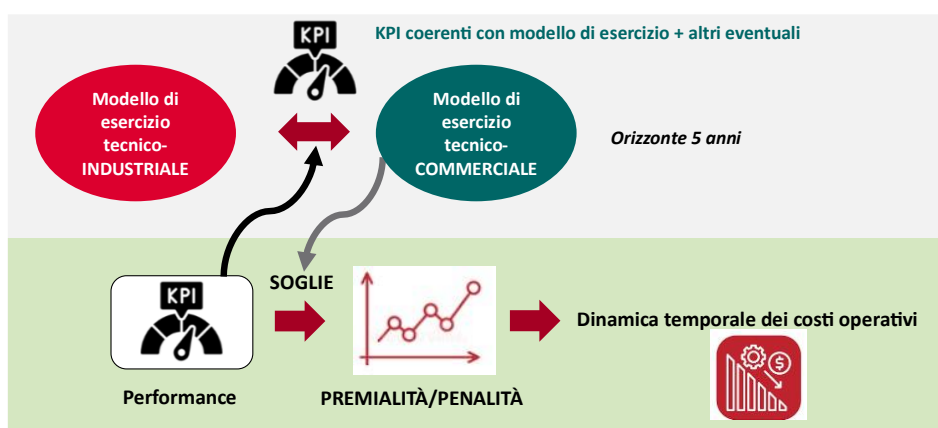 KPI
KPI coerenti con modello di esercizio + altri eventuali
Modello di
esercizio
tecnico-
INDUSTRIALE
Modello di
esercizio
tecnico-
COMMERCIALE
Orizzonte 5 anni
KPI
SOGLIE
Dinamica temporale dei costi operativi
$
Performance
PREMIALITÀ/PENALITÀ